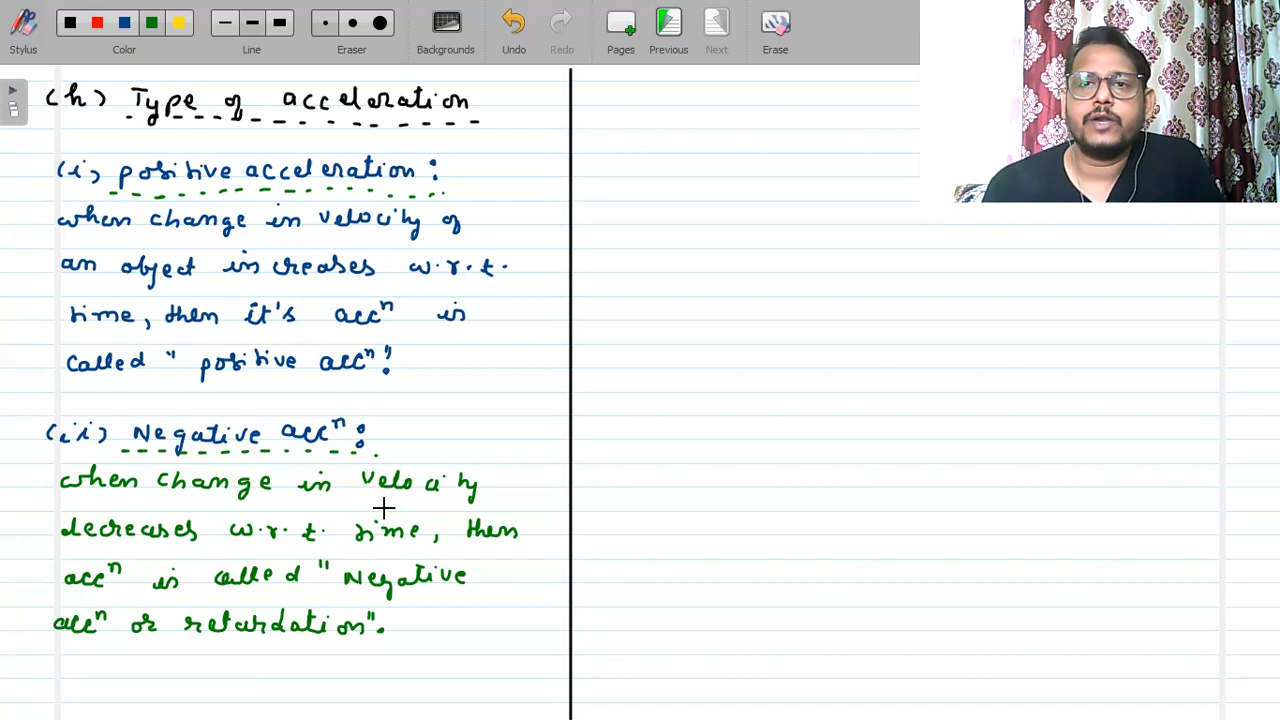 Stylus
Color
Line
Eraser
Backgrounds
Undo
Redo
Pages
Previous
Next
Erase
(h) Type of acceleration
(i) positive acceleration:
when change in velocity of
an object increases w.r.t.
time, then it's accⁿ is
called " positive accⁿ".
(ii) Negative accⁿ:
when change in velocity
decreases w.r.t. time, then
accⁿ is called " Negative
accⁿ or retardation".